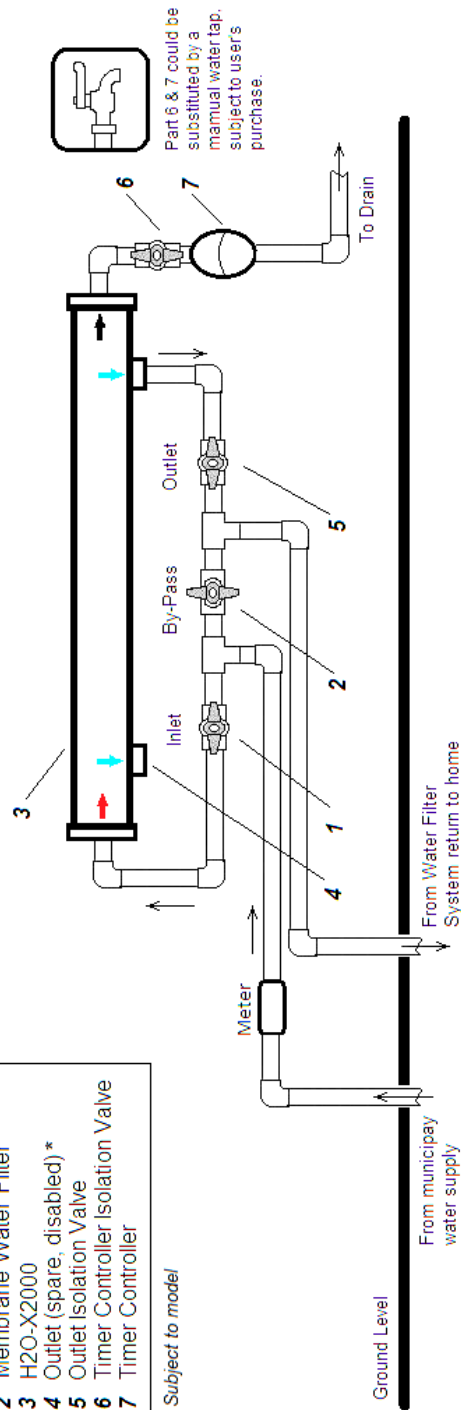 2 Membrane Water Filter
3 H2O-X2000
4 Outlet (spare, disabled) *
5 Outlet Isolation Valve
6 Timer Controller Isolation Valve
7 Timer Controller
Subject to model
3
4
Inlet
By-Pass
Outlet
1
2
5
6
7
Part 6 & 7 could be
substituted by a
mamual water tap.
subject to user's
purchase.
To Drain
Meter
From municipay
water supply
From Water Filter
System return to home
Ground Level